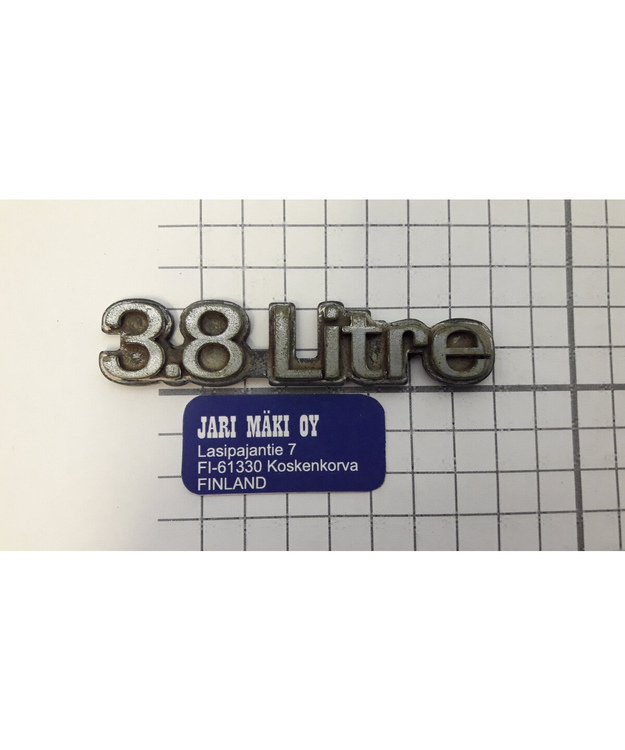 3.8 Litre
JARI MÄKI OY
Lasipajantie 7
FI-61330 Koskenkorva
FINLAND